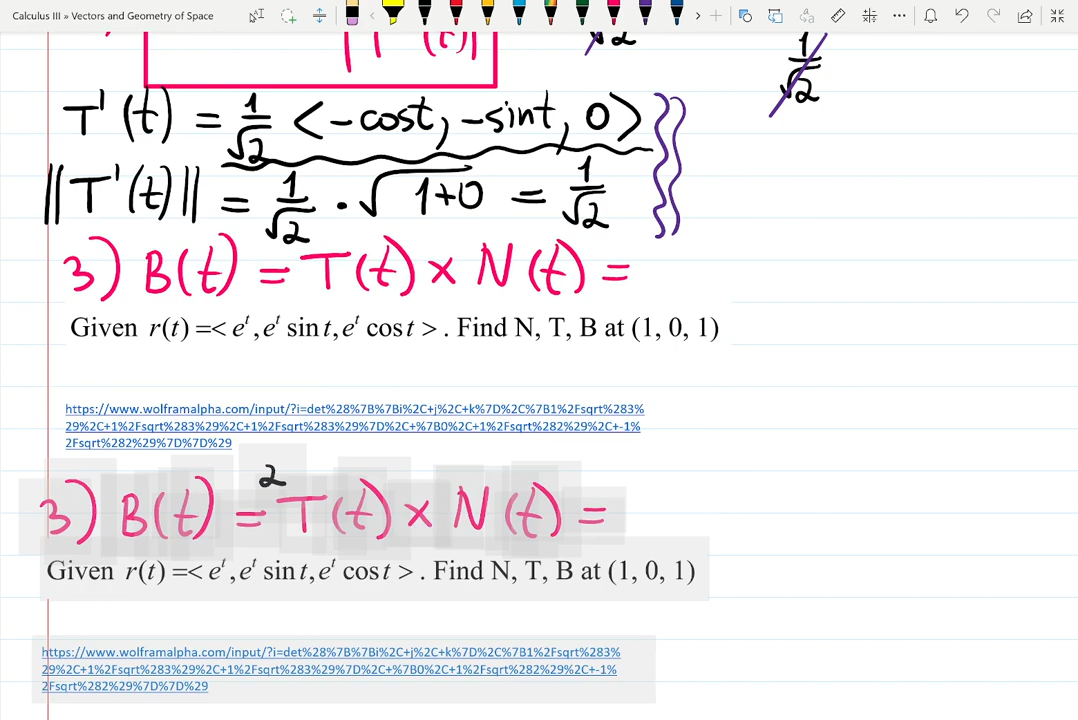 Calculus III » Vectors and Geometry of Space
|T'(t)|
√2
1/√2
T'(t) = 1/√2 <-cost, -sint, 0>
||T'(t)|| = 1/√2 · √(1+0) = 1/√2
3) B(t) = T(t) × N(t) =
Given r(t) =< e^t, e^t sin t, e^t cos t > . Find N, T, B at (1, 0, 1)
https://www.wolframalpha.com/input/?i=det%28%7B%7Bi%2C+j%2C+k%7D%2C%7B1%2Fsqrt%283%
29%2C+1%2Fsqrt%283%29%2C+1%2Fsqrt%283%29%7D%2C+%7B0%2C+1%2Fsqrt%282%29%2C+-1%
2Fsqrt%282%29%7D%7D%29
2
3) B(t) = T(t) × N(t) =
Given r(t) =< e^t, e^t sin t, e^t cos t > . Find N, T, B at (1, 0, 1)
https://www.wolframalpha.com/input/?i=det%28%7B%7Bi%2C+j%2C+k%7D%2C%7B1%2Fsqrt%283%
29%2C+1%2Fsqrt%283%29%2C+1%2Fsqrt%283%29%7D%2C+%7B0%2C+1%2Fsqrt%282%29%2C+-1%
2Fsqrt%282%29%7D%7D%29